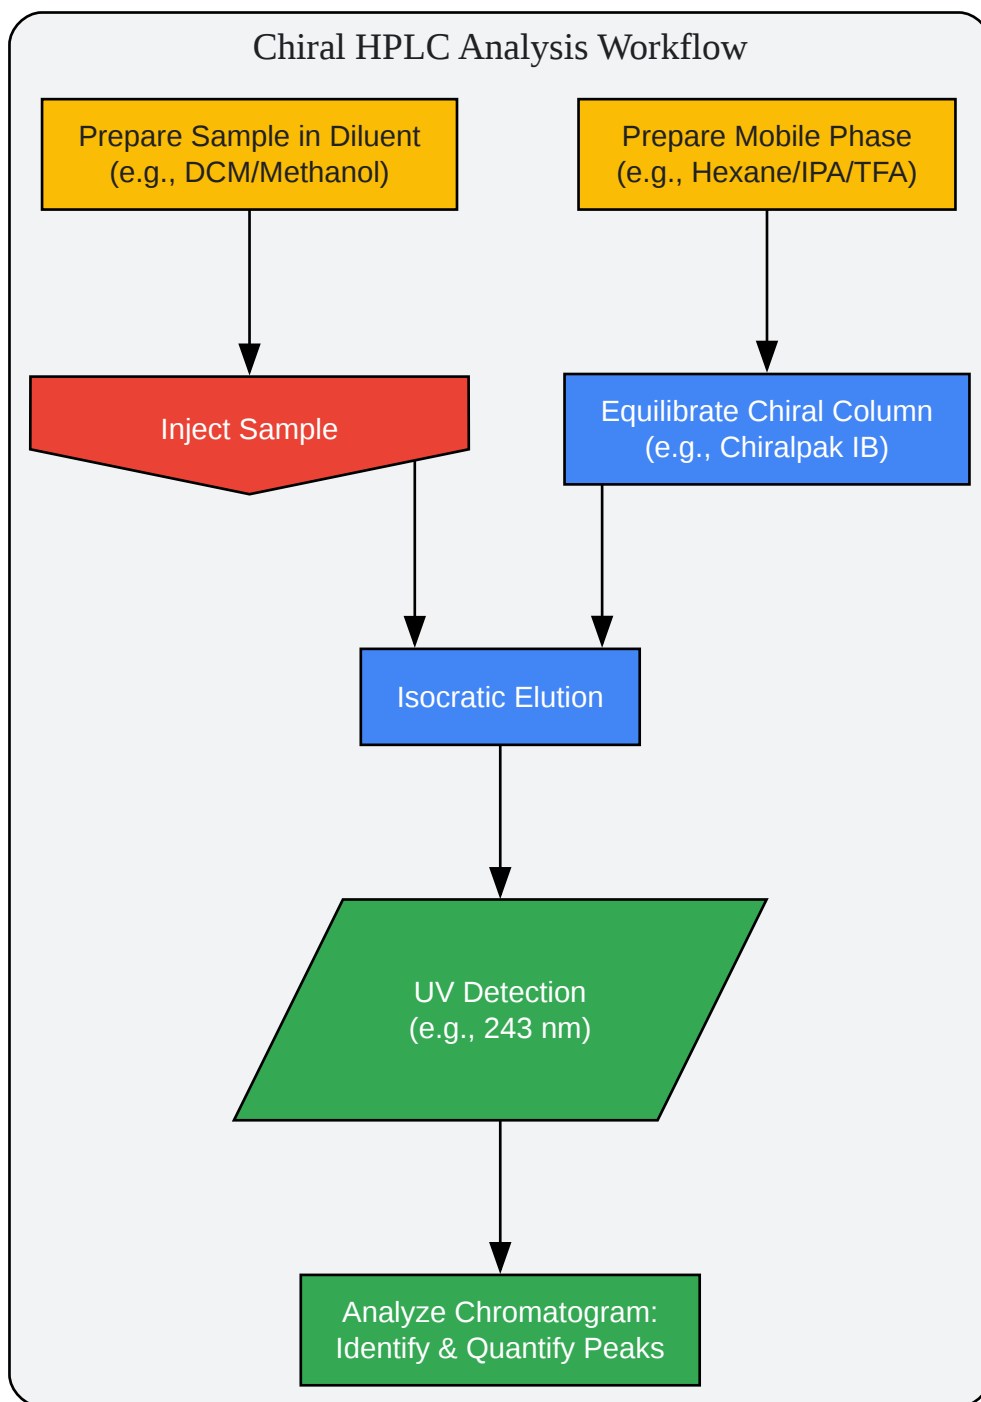 Chiral HPLC Analysis Workflow
Prepare Sample in Diluent
(e.g., DCM/Methanol)
Prepare Mobile Phase
(e.g., Hexane/IPA/TFA)
Inject Sample
Equilibrate Chiral Column
(e.g., Chiralpak IB)
Isocratic Elution
UV Detection
(e.g., 243 nm)
Analyze Chromatogram:
Identify & Quantify Peaks